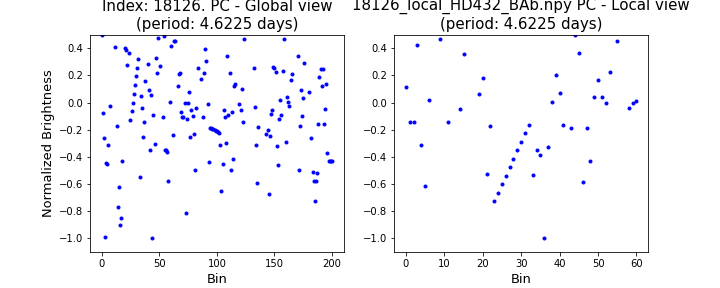 Index: 18126. PC - Global view
(period: 4.6225 days)
18126_local_HD432_BAb.npy PC - Local view
(period: 4.6225 days)
Normalized Brightness
0.4
0.2
0.0
−0.2
−0.4
−0.6
−0.8
−1.0
0 50 100 150 200
Bin
0.4
0.2
0.0
−0.2
−0.4
−0.6
−0.8
−1.0
0 10 20 30 40 50 60
Bin